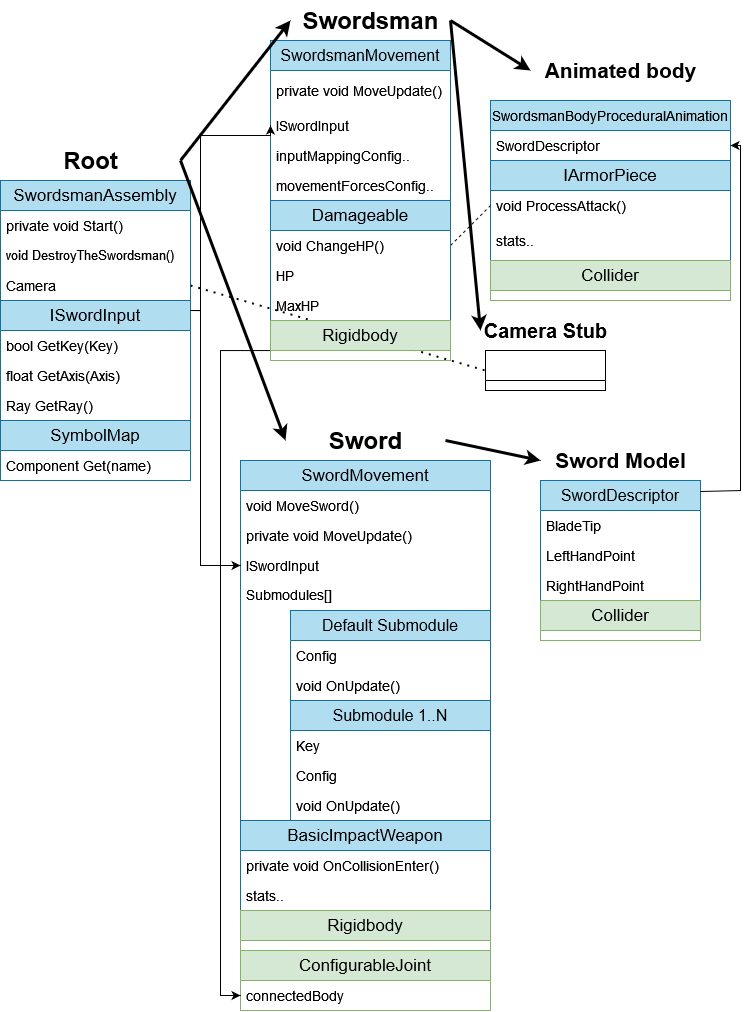 Swordsman
SwordsmanMovement
private void MoveUpdate()
ISwordInput
inputMappingConfig..
movementForcesConfig..
Damageable
void ChangeHP()
HP
MaxHP
Rigidbody
Animated body
SwordsmanBodyProceduralAnimation
SwordDescriptor
IArmorPiece
void ProcessAttack()
stats..
Collider
Root
SwordsmanAssembly
private void Start()
void DestroyTheSwordsman()
Camera
ISwordInput
bool GetKey(Key)
float GetAxis(Axis)
Ray GetRay()
SymbolMap
Component Get(name)
Camera Stub
Sword
SwordMovement
void MoveSword()
private void MoveUpdate()
ISwordInput
Submodules[]
Default Submodule
Config
void OnUpdate()
Submodule 1..N
Key
Config
void OnUpdate()
BasicImpactWeapon
private void OnCollisionEnter()
stats..
Rigidbody
ConfigurableJoint
connectedBody
Sword Model
SwordDescriptor
BladeTip
LeftHandPoint
RightHandPoint
Collider